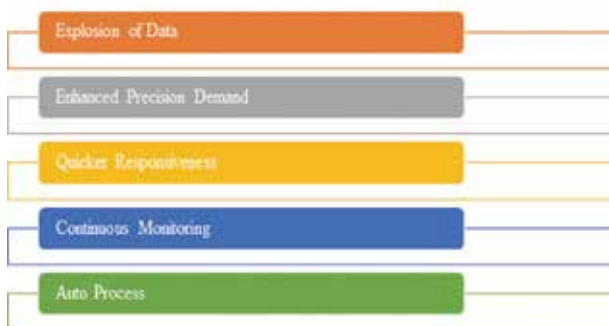 Explosion of Data
Enhanced Precision Demand
Quicker Responsiveness
Continuous Monitoring
Auto Process